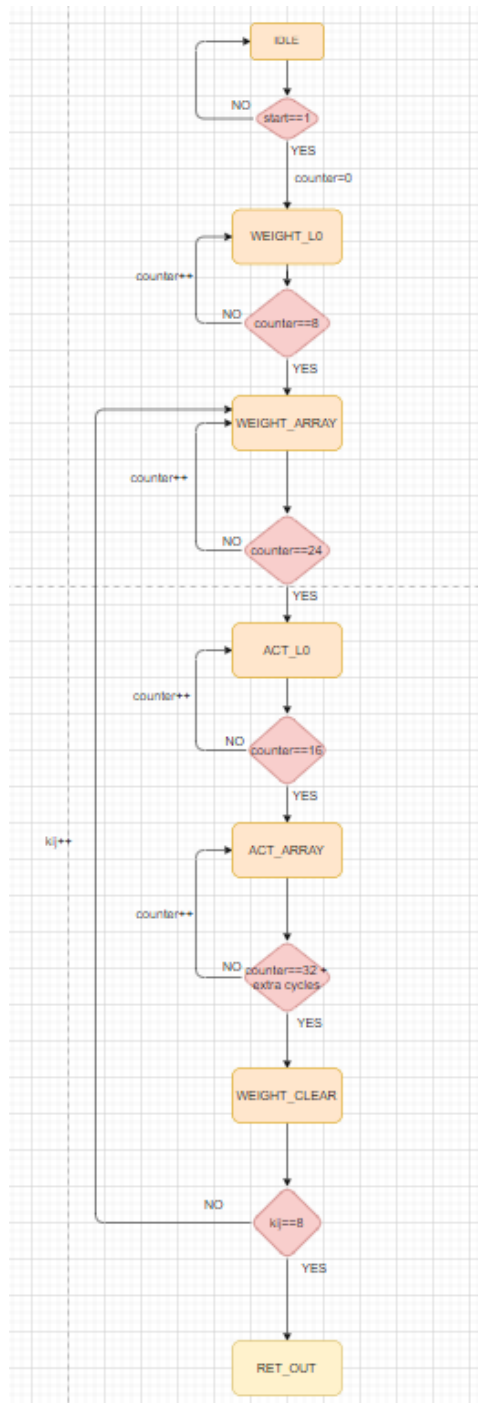 IDLE
NO
start==1
YES
counter=0
WEIGHT_L0
counter++
NO
counter==8
YES
WEIGHT_ARRAY
counter++
NO
counter==24
YES
ACT_L0
counter++
NO
counter==16
YES
kij++
ACT_ARRAY
counter++
NO
counter==32 +
extra cycles
YES
WEIGHT_CLEAR
NO
kij==8
YES
RET_OUT